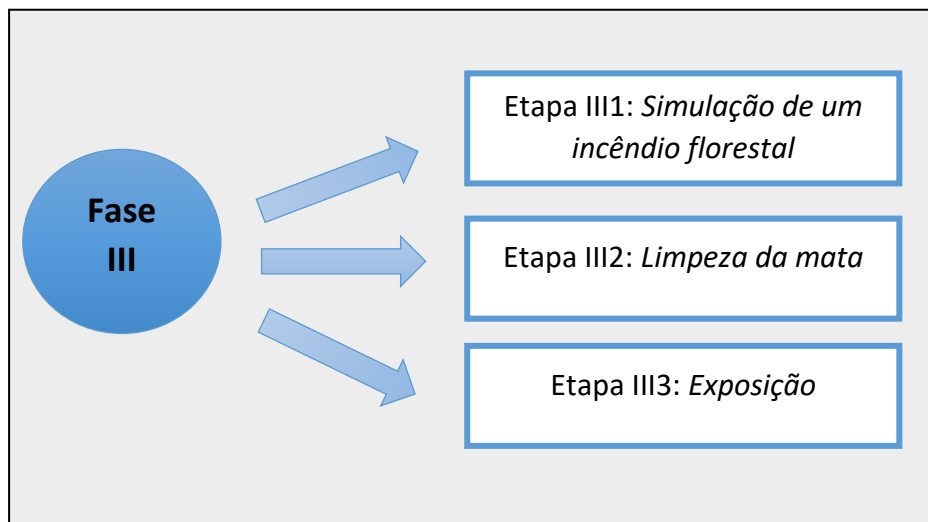 Fase
III
Etapa III1: Simulação de um
incêndio florestal
Etapa III2: Limpeza da mata
Etapa III3: Exposição